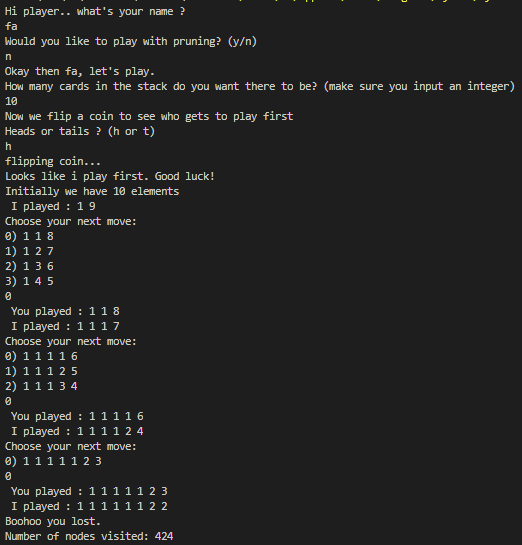 Hi player.. what's your name ?
fa
Would you like to play with pruning? (y/n)
n
Okay then fa, let's play.
How many cards in the stack do you want there to be? (make sure you input an integer)
10
Now we flip a coin to see who gets to play first
Heads or tails ? (h or t)
h
flipping coin...
Looks like i play first. Good luck!
Initially we have 10 elements
I played : 1 9
Choose your next move:
0) 1 1 8
1) 1 2 7
2) 1 3 6
3) 1 4 5
0
You played : 1 1 8
I played : 1 1 1 7
Choose your next move:
0) 1 1 1 1 6
1) 1 1 1 2 5
2) 1 1 1 3 4
0
You played : 1 1 1 1 6
I played : 1 1 1 1 2 4
Choose your next move:
0) 1 1 1 1 1 2 3
0
You played : 1 1 1 1 1 2 3
I played : 1 1 1 1 1 1 2 2
Boohoo you lost.
Number of nodes visited: 424